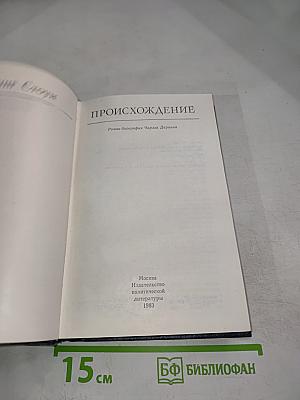 ПРОИСХОЖДЕНИЕ
Роман-биография Чарлза Дарвина
Москва
Издательство
политической
литературы
1983
15 см
БФ БИБЛИОФАН